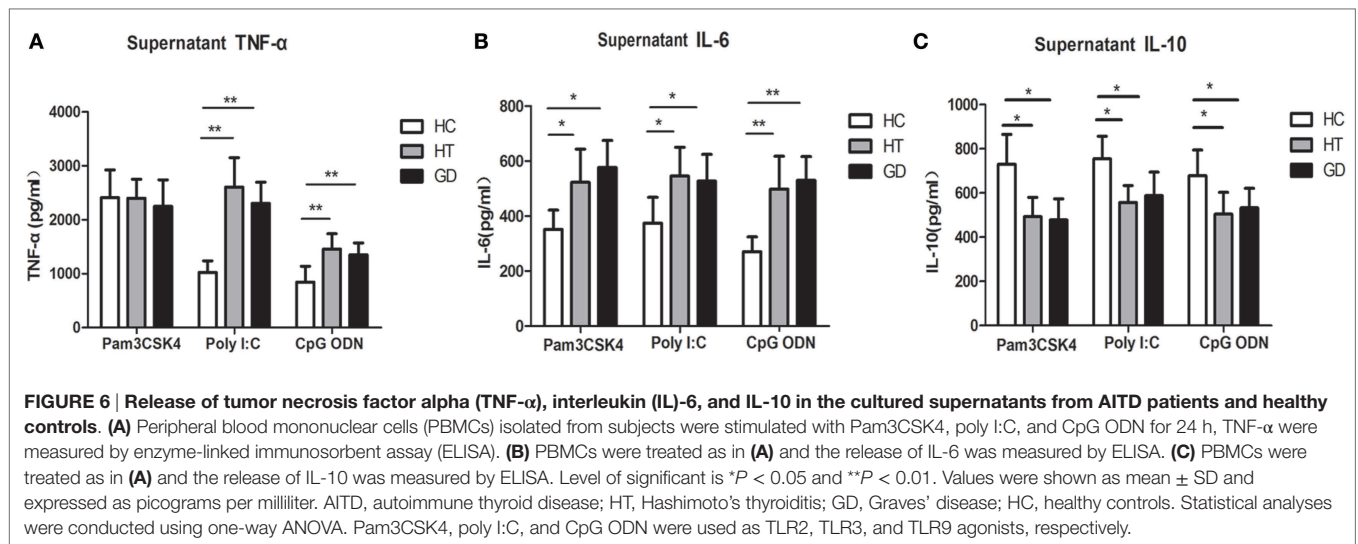 A
Supernatant TNF-α
TNF-α (pg/ml)
4000
3000
2000
1000
0
**
**
**
**
Pam3CSK4
Poly I:C
CpG ODN
HC
HT
GD
B
Supernatant IL-6
IL-6(pg/ml)
800
600
400
200
0
*
*
*
*
**
**
Pam3CSK4
Poly I:C
CpG ODN
HC
HT
GD
C
Supernatant IL-10
IL-10(pg/ml)
1000
800
600
400
200
0
*
*
*
*
*
*
Pam3CSK4
Poly I:C
CpG ODN
HC
HT
GD
FIGURE 6 | Release of tumor necrosis factor alpha (TNF-α), interleukin (IL)-6, and IL-10 in the cultured supernatants from AITD patients and healthy
controls. (A) Peripheral blood mononuclear cells (PBMCs) isolated from subjects were stimulated with Pam3CSK4, poly I:C, and CpG ODN for 24 h, TNF-α were
measured by enzyme-linked immunosorbent assay (ELISA). (B) PBMCs were treated as in (A) and the release of IL-6 was measured by ELISA. (C) PBMCs were
treated as in (A) and the release of IL-10 was measured by ELISA. Level of significant is *P < 0.05 and **P < 0.01. Values were shown as mean ± SD and
expressed as picograms per milliliter. AITD, autoimmune thyroid disease; HT, Hashimoto's thyroiditis; GD, Graves' disease; HC, healthy controls. Statistical analyses
were conducted using one-way ANOVA. Pam3CSK4, poly I:C, and CpG ODN were used as TLR2, TLR3, and TLR9 agonists, respectively.